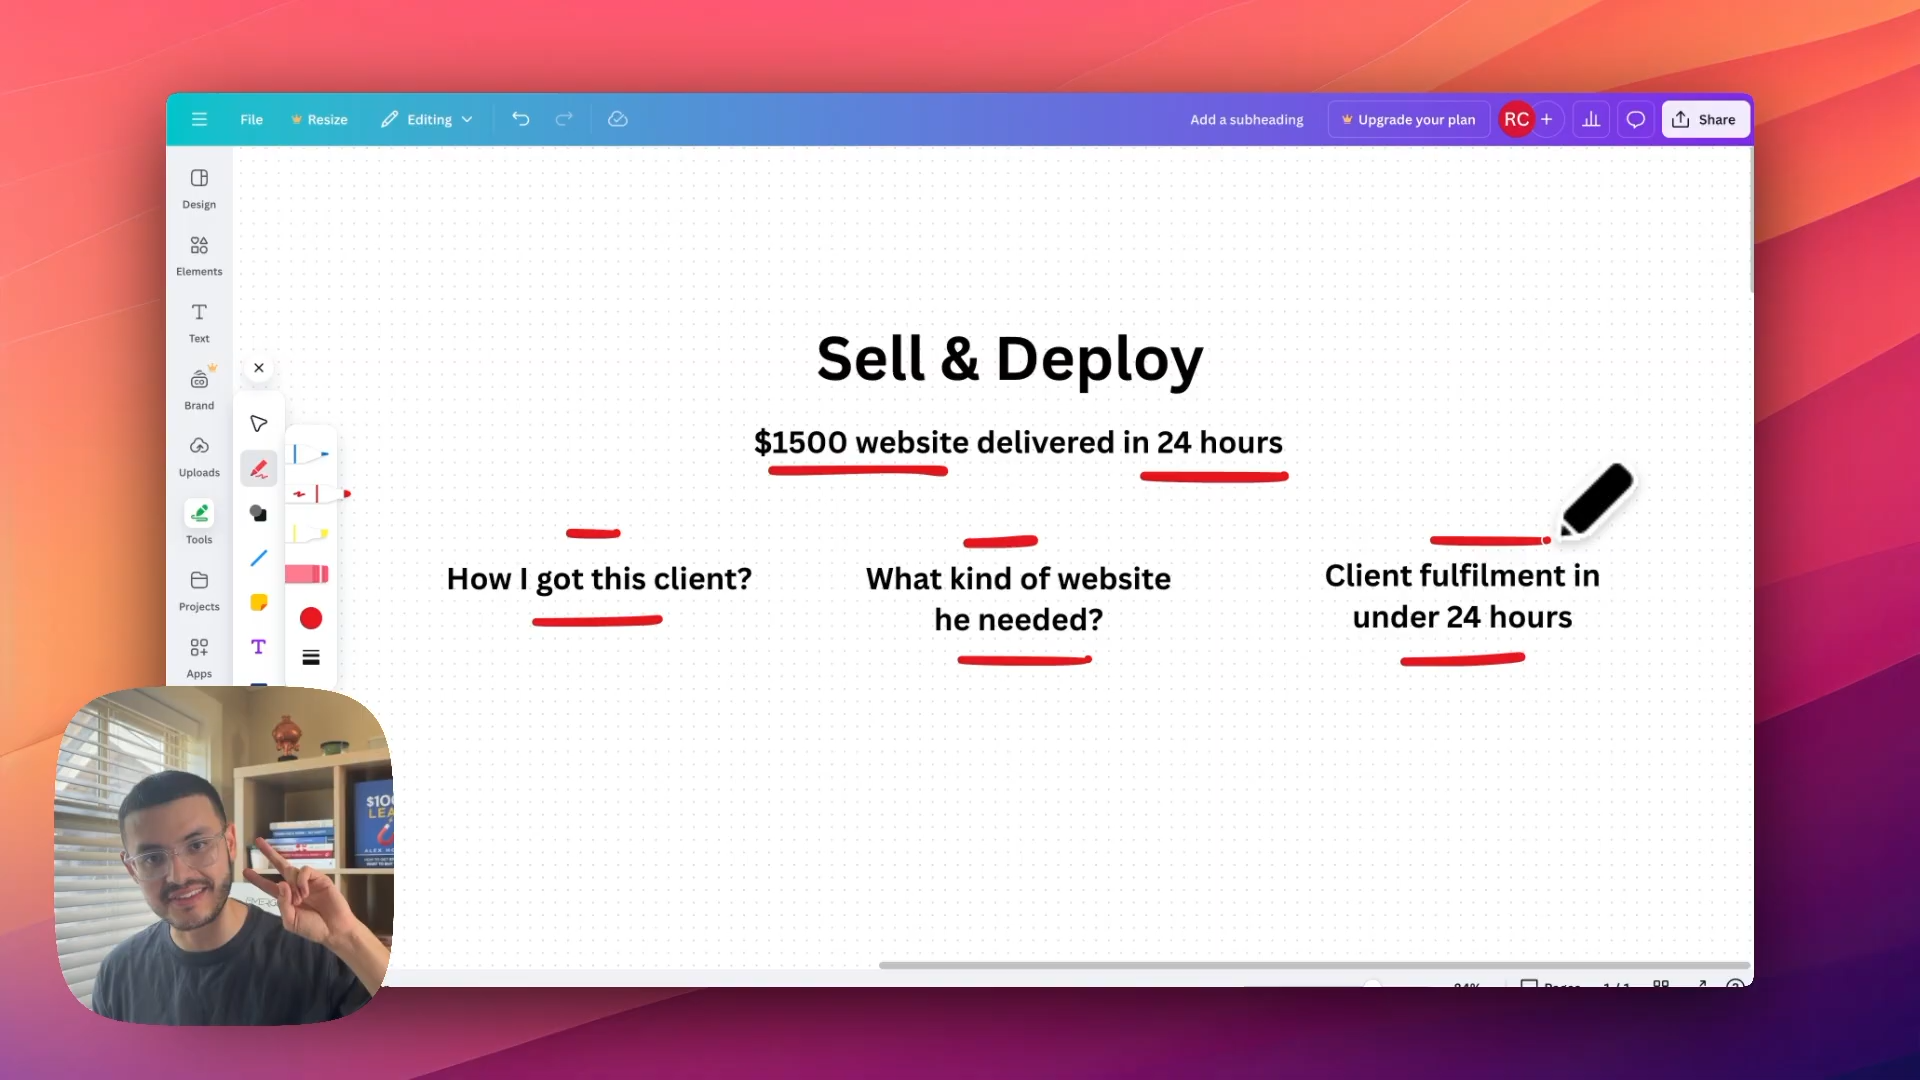 File
Resize
Editing
Add a subheading
Upgrade your plan
RC
Share
Design
Elements
Text
Brand
Uploads
Tools
Projects
Apps
Sell & Deploy
$1500 website delivered in 24 hours
How I got this client?
What kind of website
he needed?
Client fulfilment in
under 24 hours
$10
LEA